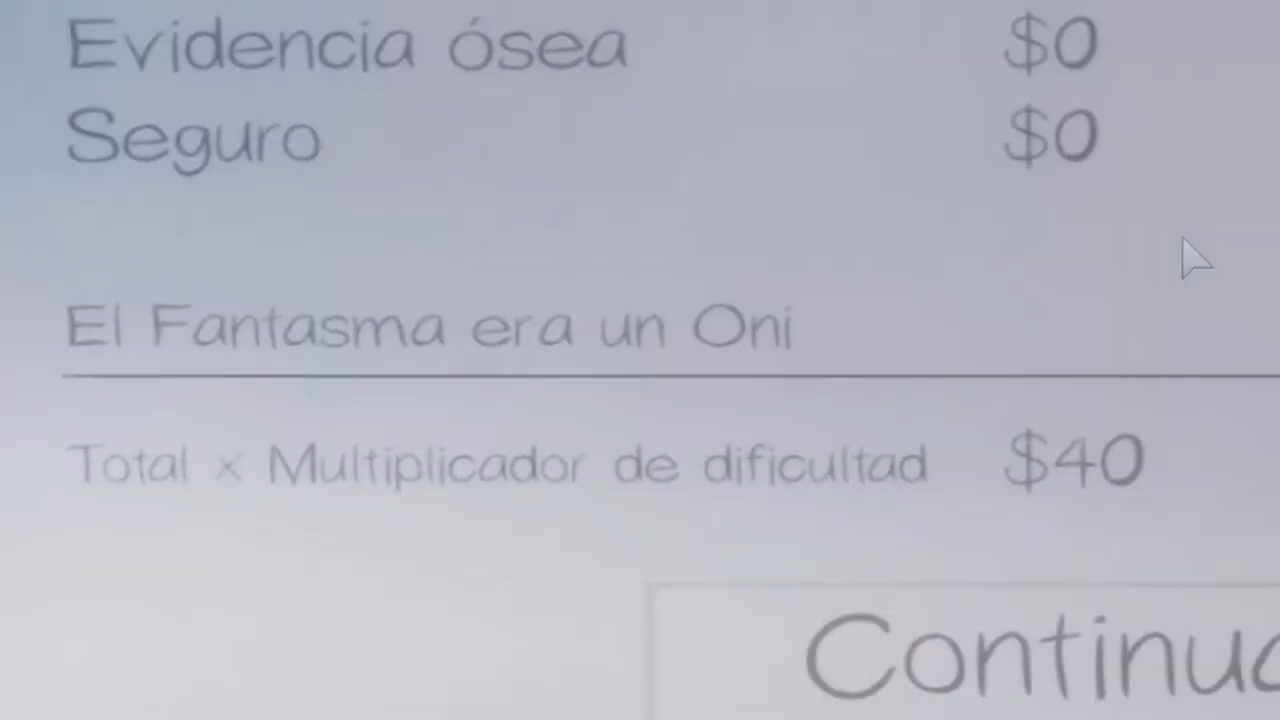 Evidencia ósea $0
Seguro $0
El Fantasma era un Oni
Total x Multiplicador de dificultad $40